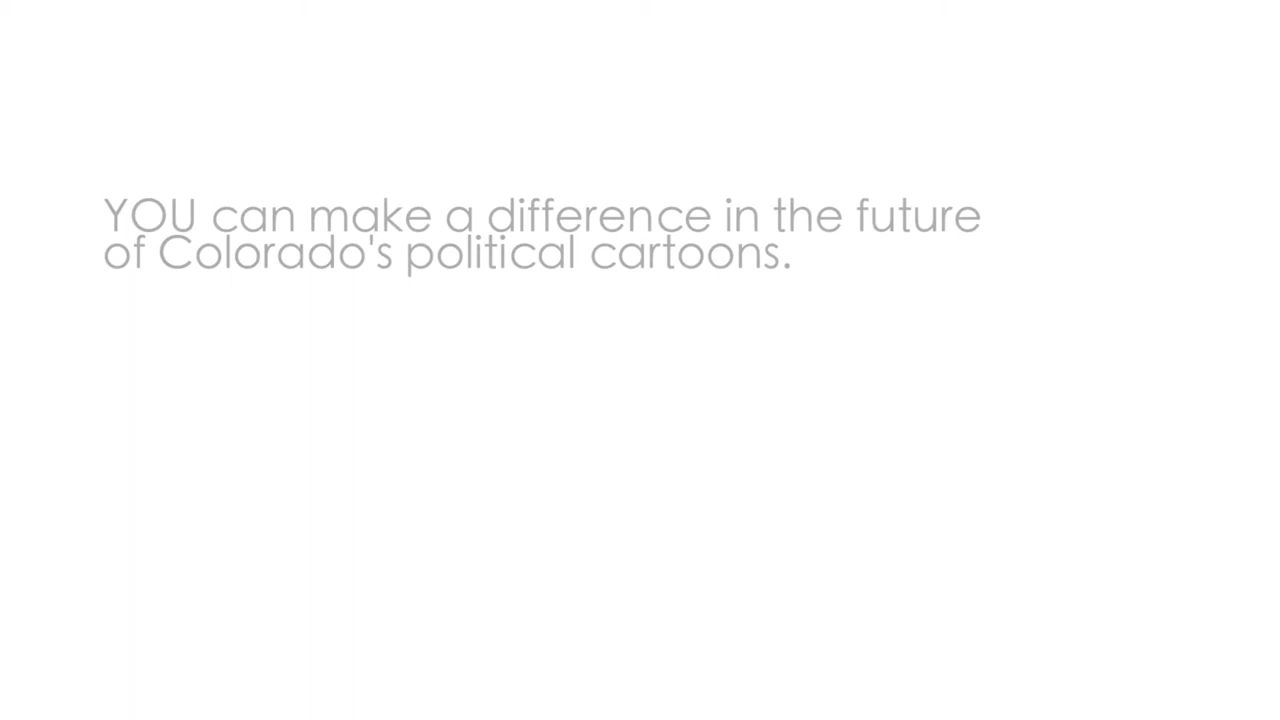 YOU can make a difference in the future
of Colorado's political cartoons.